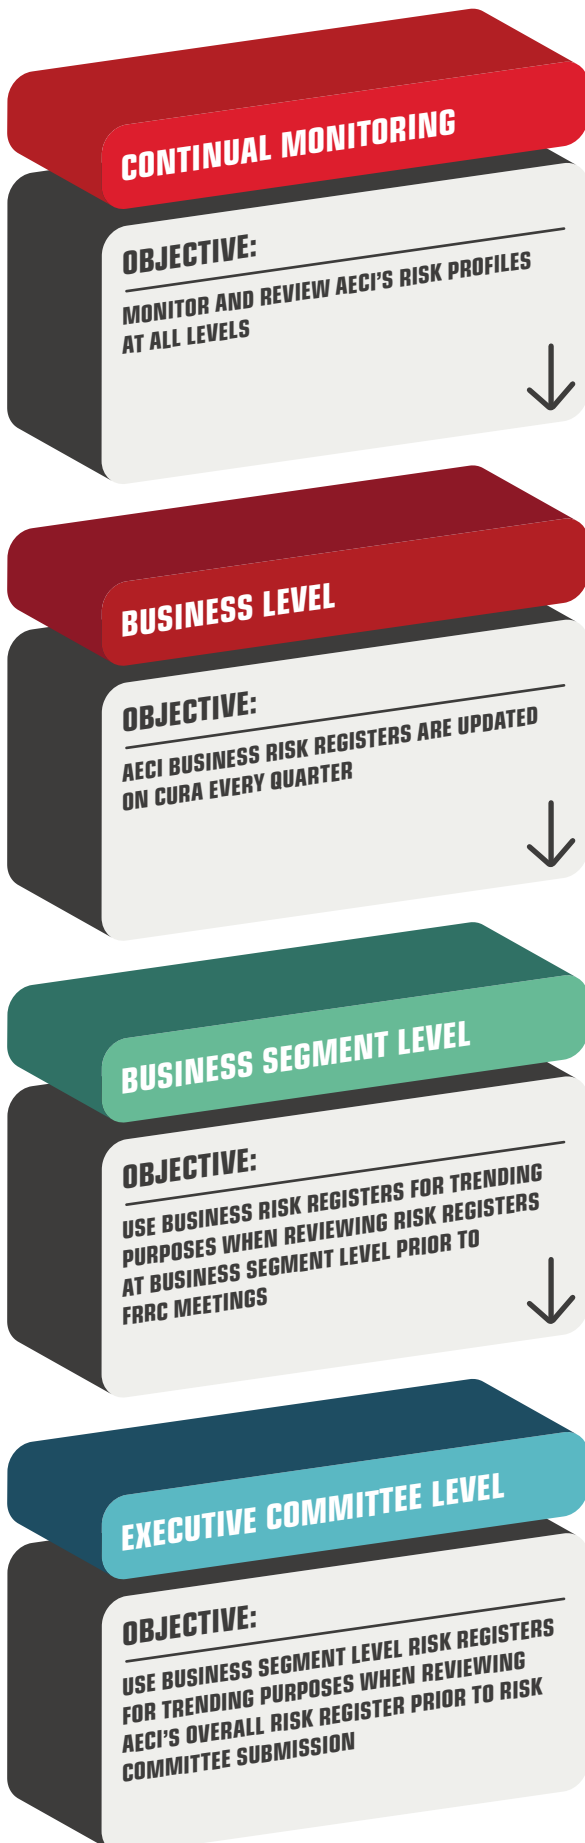 CONTINUAL MONITORING
OBJECTIVE:
MONITOR AND REVIEW AECI'S RISK PROFILES
AT ALL LEVELS
BUSINESS LEVEL
OBJECTIVE:
AECI BUSINESS RISK REGISTERS ARE UPDATED
ON CURA EVERY QUARTER
BUSINESS SEGMENT LEVEL
OBJECTIVE:
USE BUSINESS RISK REGISTERS FOR TRENDING
PURPOSES WHEN REVIEWING RISK REGISTERS
AT BUSINESS SEGMENT LEVEL PRIOR TO
FRRC MEETINGS
EXECUTIVE COMMITTEE LEVEL
OBJECTIVE:
USE BUSINESS SEGMENT LEVEL RISK REGISTERS
FOR TRENDING PURPOSES WHEN REVIEWING
AECI'S OVERALL RISK REGISTER PRIOR TO RISK
COMMITTEE SUBMISSION